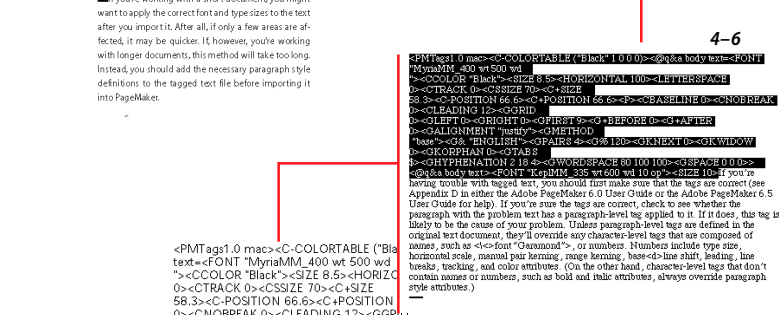 you're working with a short document, you might
want to apply the correct font and type sizes to the text
after you import it. After all, if only a few areas are af-
fected, it may be quicker. If, however, you're working
with longer documents, this method will take too long.
Instead, you should add the necessary paragraph style
definitions to the tagged text file before importing it
into PageMaker.
4–6
<PMTags1.0 mac><C-COLORTABLE ("Black" 1 0 0 0)><@q&a body text=<FONT
"MyriaMM_400 wt 500 wd
"><CCOLOR "Black"><SIZE 8.5><HORIZONTAL 100><LETTERSPACE
0><CTRACK 0><CSSIZE 70><C+SIZE
58.3><C-POSITION 66.6><C+POSITION 66.6><P><CBASELINE 0><CNOBREAK
0><CLEADING 12><GGRID
0><GLEFT 0><GRIGHT 0><GFIRST 9><G+BEFORE 0><G+AFTER
0><GALIGNMENT "justify"><GMETHOD
"base"><G& "ENGLISH"><GPAIRS 4><G% 120><GKNEXT 0><GKWIDOW
0><GKORPHAN 0><GTABS
$><GHYPHENATION 2 18 4><GWORDSPACE 80 100 100><GSPACE 0 0 0>>
<@q&a body text><FONT "KeplMM_335 wt 600 wd 10 op"><SIZE 10>If you're
having trouble with tagged text, you should first make sure that the tags are correct (see
Appendix D in either the Adobe PageMaker 6.0 User Guide or the Adobe PageMaker 6.5
User Guide for help). If you're sure the tags are correct, check to see whether the
paragraph with the problem text has a paragraph-level tag applied to it. If it does, this tag is
likely to be the cause of your problem. Unless paragraph-level tags are defined in the
original text document, they'll override any character-level tags that are composed of
names, such as <\<>font "Garamond">, or numbers. Numbers include type size,
horizontal scale, manual pair kerning, range kerning, base<d>line shift, leading, line
breaks, tracking, and color attributes. (On the other hand, character-level tags that don't
contain names or numbers, such as bold and italic attributes, always override paragraph
style attributes.)
<PMTags1.0 mac><C-COLORTABLE ("Bla
text=<FONT "MyriaMM_400 wt 500 wd
"><CCOLOR "Black"><SIZE 8.5><HORIZO
0><CTRACK 0><CSSIZE 70><C+SIZE
58.3><C-POSITION 66.6><C+POSITION
0><CNOBREAK 0><CLEADING 12><GGR